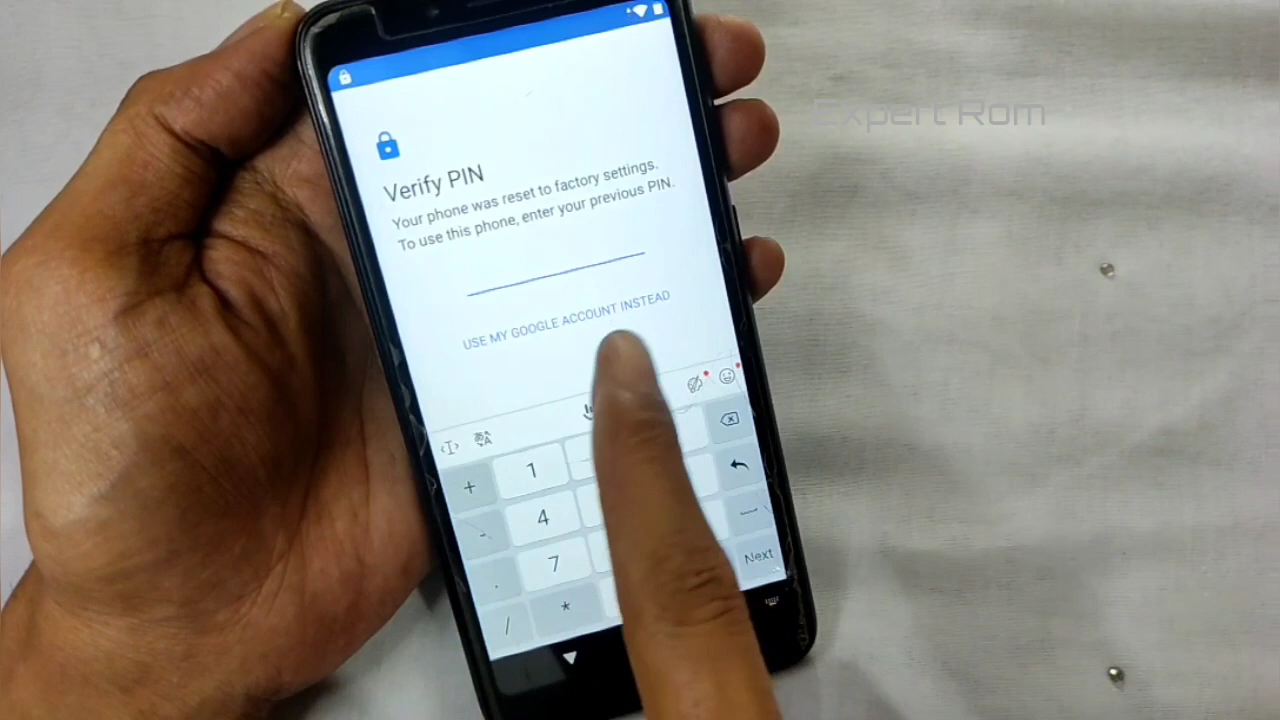 Expert Rom
Verify PIN
Your phone was reset to factory settings.
To use this phone, enter your previous PIN.
USE MY GOOGLE ACCOUNT INSTEAD
+ 1
- 4
. 7
Next
/ *